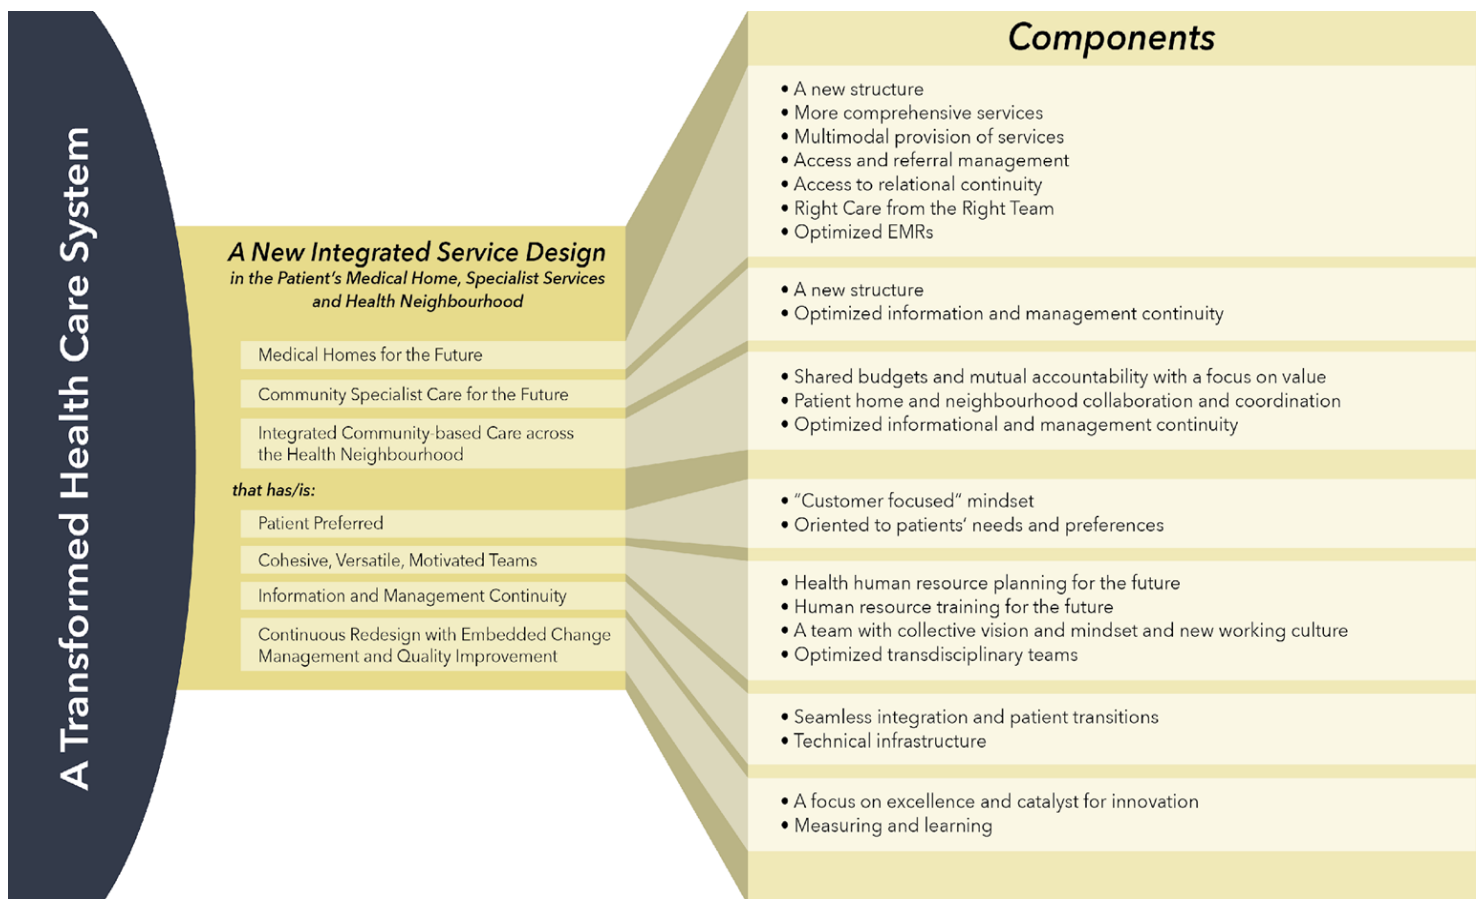 A Transformed Health Care System
A New Integrated Service Design
in the Patient's Medical Home, Specialist Services
and Health Neighbourhood
Medical Homes for the Future
Community Specialist Care for the Future
Integrated Community-based Care across
the Health Neighbourhood
that has/is:
Patient Preferred
Cohesive, Versatile, Motivated Teams
Information and Management Continuity
Continuous Redesign with Embedded Change
Management and Quality Improvement
Components
• A new structure
• More comprehensive services
• Multimodal provision of services
• Access and referral management
• Access to relational continuity
• Right Care from the Right Team
• Optimized EMRs
• A new structure
• Optimized information and management continuity
• Shared budgets and mutual accountability with a focus on value
• Patient home and neighbourhood collaboration and coordination
• Optimized informational and management continuity
• “Customer focused“ mindset
• Oriented to patients’ needs and preferences
• Health human resource planning for the future
• Human resource training for the future
• A team with collective vision and mindset and new working culture
• Optimized transdisciplinary teams
• Seamless integration and patient transitions
• Technical infrastructure
• A focus on excellence and catalyst for innovation
• Measuring and learning